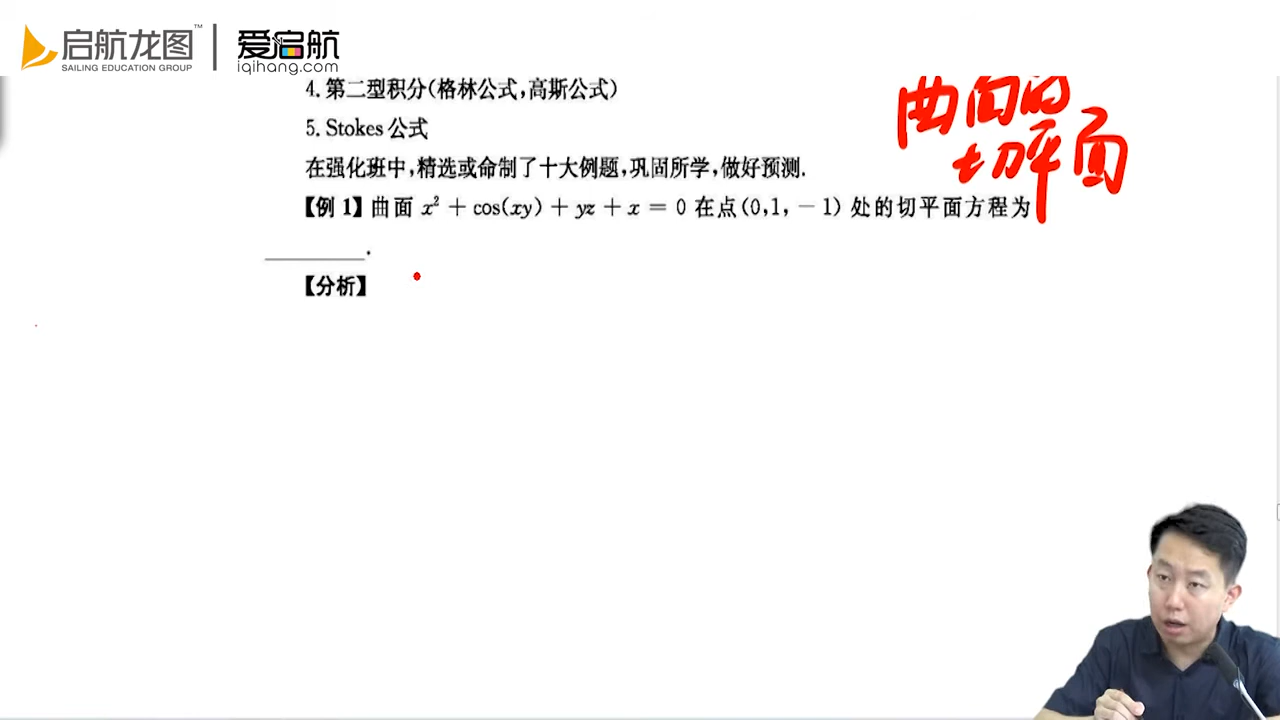 启航龙图™ 爱启航
SAILING EDUCATION GROUP iqihang.com
4. 第二型积分(格林公式,高斯公式)
5. Stokes 公式
在强化班中,精选或命制了十大例题,巩固所学,做好预测.
【例 1】曲面 x² + cos(xy) + yz + x = 0 在点(0,1,－1) 处的切平面方程为
________.
【分析】
曲面的
切平面